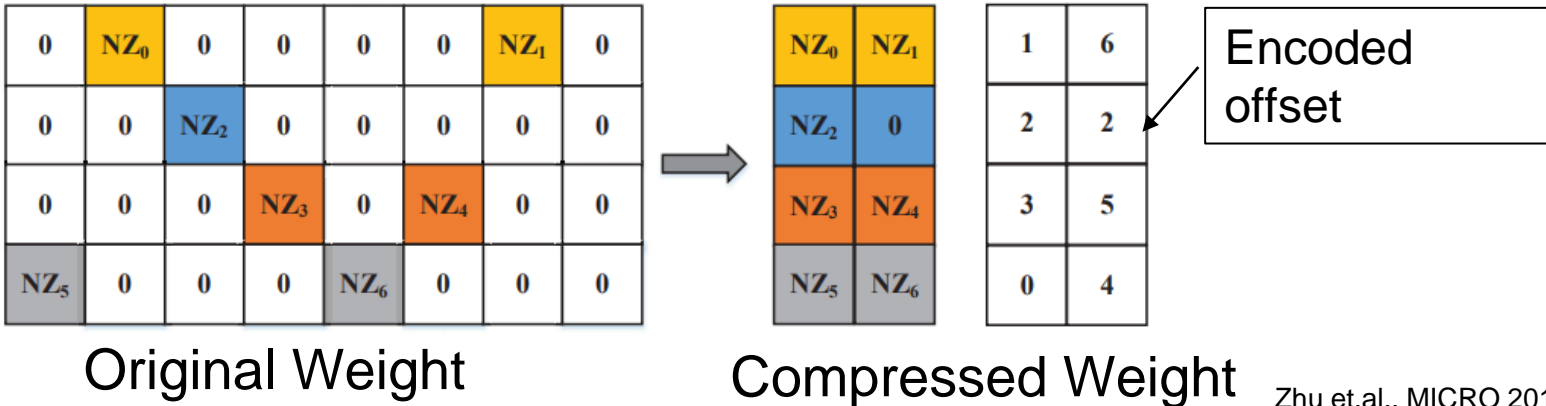 0 NZ₀ 0 0 0 0 NZ₁ 0
0 0 NZ₂ 0 0 0 0 0
0 0 0 NZ₃ 0 NZ₄ 0 0
NZ₅ 0 0 0 NZ₆ 0 0 0
Original Weight
NZ₀ NZ₁
NZ₂ 0
NZ₃ NZ₄
NZ₅ NZ₆
1 6
2 2
3 5
0 4
Compressed Weight
Encoded
offset
Zhu et.al., MICRO 201